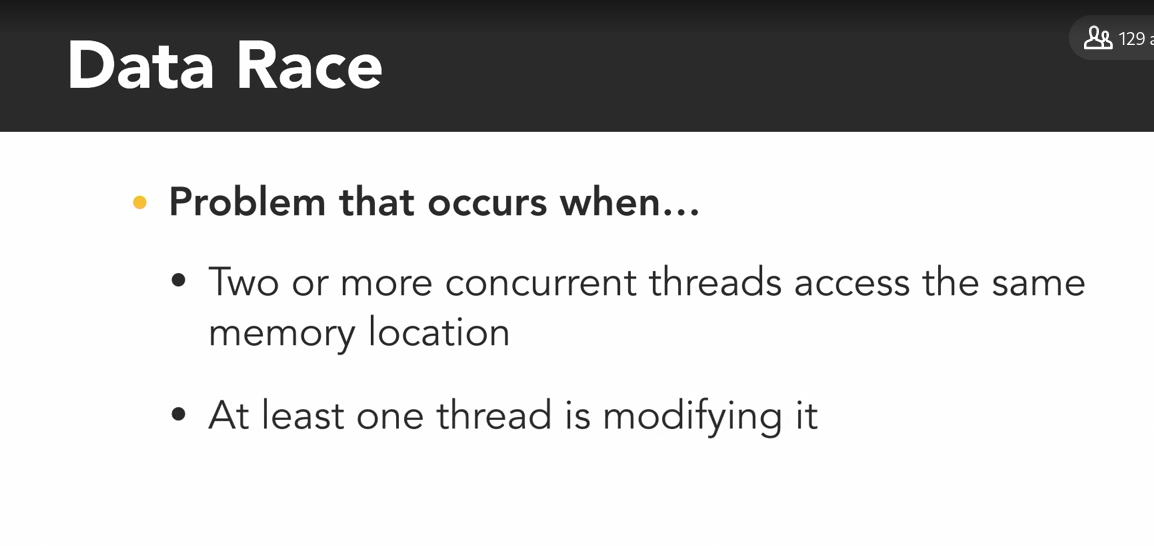 Data Race
129
Problem that occurs when...
Two or more concurrent threads access the same
memory location
At least one thread is modifying it